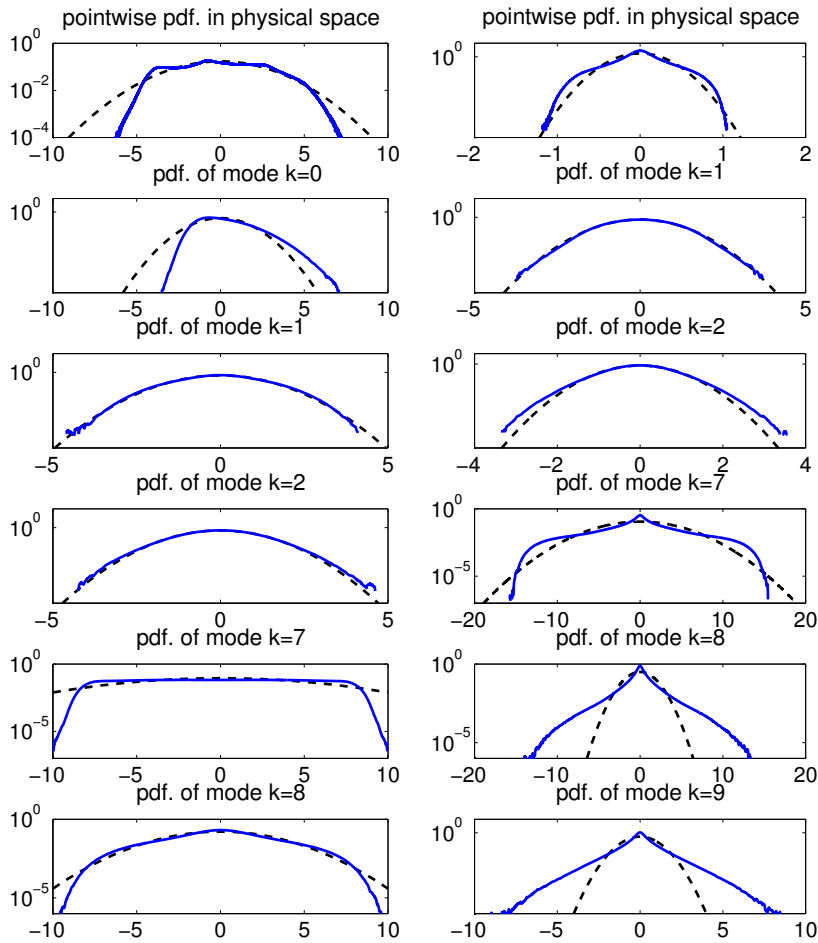 pointwise pdf. in physical space
10^0
10^-2
10^-4
−10 −5 0 5 10
pointwise pdf. in physical space
10^0
−2 −1 0 1 2
pdf. of mode k=0
10^0
−10 −5 0 5 10
pdf. of mode k=1
10^0
−5 0 5
pdf. of mode k=1
10^0
−5 0 5
pdf. of mode k=2
10^0
−4 −2 0 2 4
pdf. of mode k=2
10^0
−5 0 5
pdf. of mode k=7
10^0
10^-5
−20 −10 0 10 20
pdf. of mode k=7
10^0
10^-5
−10 −5 0 5 10
pdf. of mode k=8
10^0
10^-5
−20 −10 0 10 20
pdf. of mode k=8
10^0
10^-5
−10 −5 0 5 10
pdf. of mode k=9
10^0
−10 −5 0 5 10